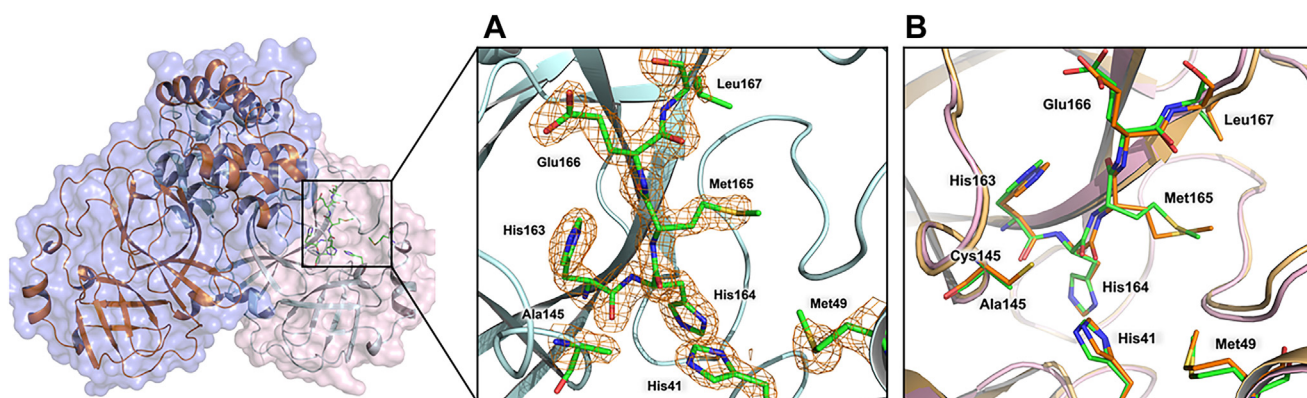 A
B
Leu167
Glu166
Met165
His163
His164
Ala145
Met49
His41
Glu166
Leu167
His163
Met165
Cys145
His164
Ala145
His41
Met49